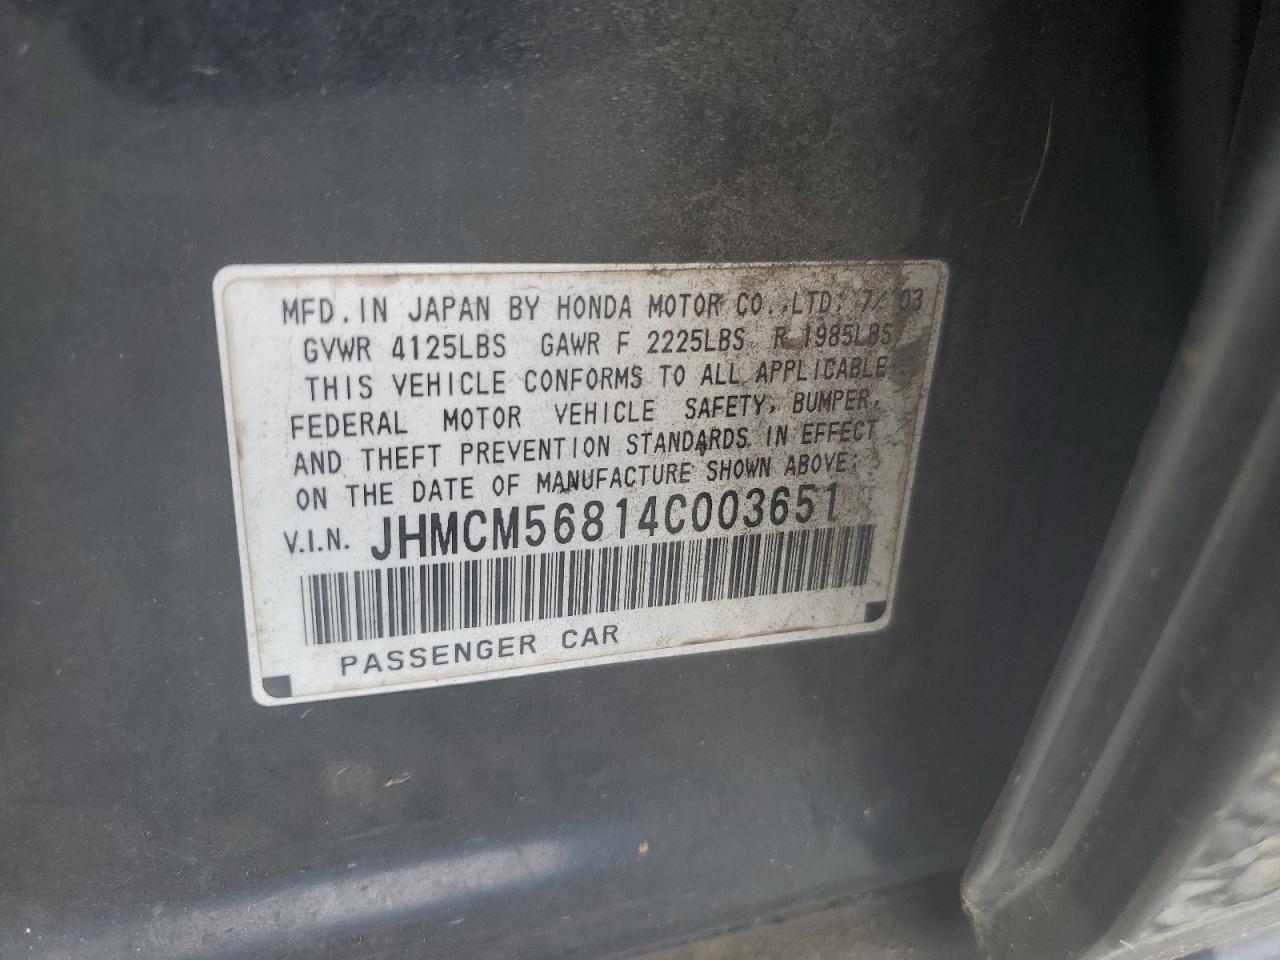 MFD.IN JAPAN BY HONDA MOTOR CO.,LTD. 7/ 03
GVWR 4125LBS GAWR F 2225LBS R 1985LBS
THIS VEHICLE CONFORMS TO ALL APPLICABLE
FEDERAL MOTOR VEHICLE SAFETY, BUMPER,
AND THEFT PREVENTION STANDARDS IN EFFECT
ON THE DATE OF MANUFACTURE SHOWN ABOVE.
V.I.N. JHMCM56814C003651
PASSENGER CAR